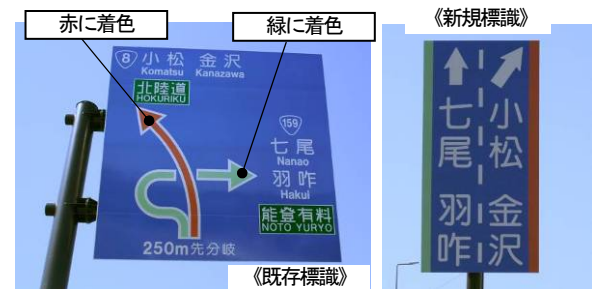 赤に着色
緑に着色
《新規標識》
8 小松 金沢
Komatsu Kanazawa
北陸道
HOKURIKU
159
七尾
Nanao
羽咋
Hakui
能登有料
NOTO YURYO
250m先分岐
《既存標識》
七尾 羽咋
小松 金沢